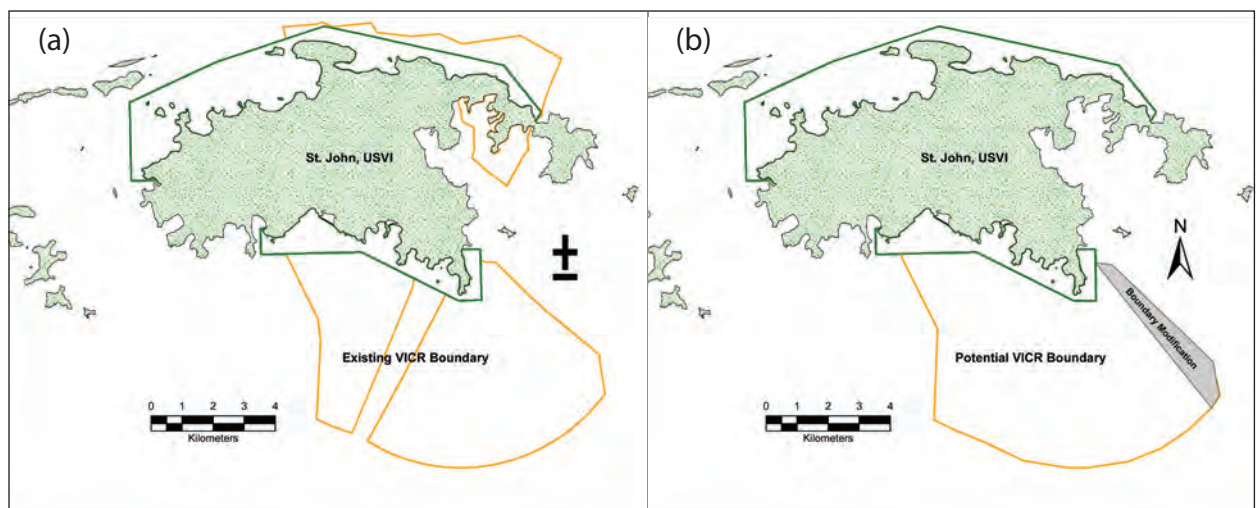 (a)
St. John, USVI
Existing VICR Boundary
0 1 2 3 4
Kilometers
(b)
St. John, USVI
N
Boundary Modification
Potential VICR Boundary
0 1 2 3 4
Kilometers